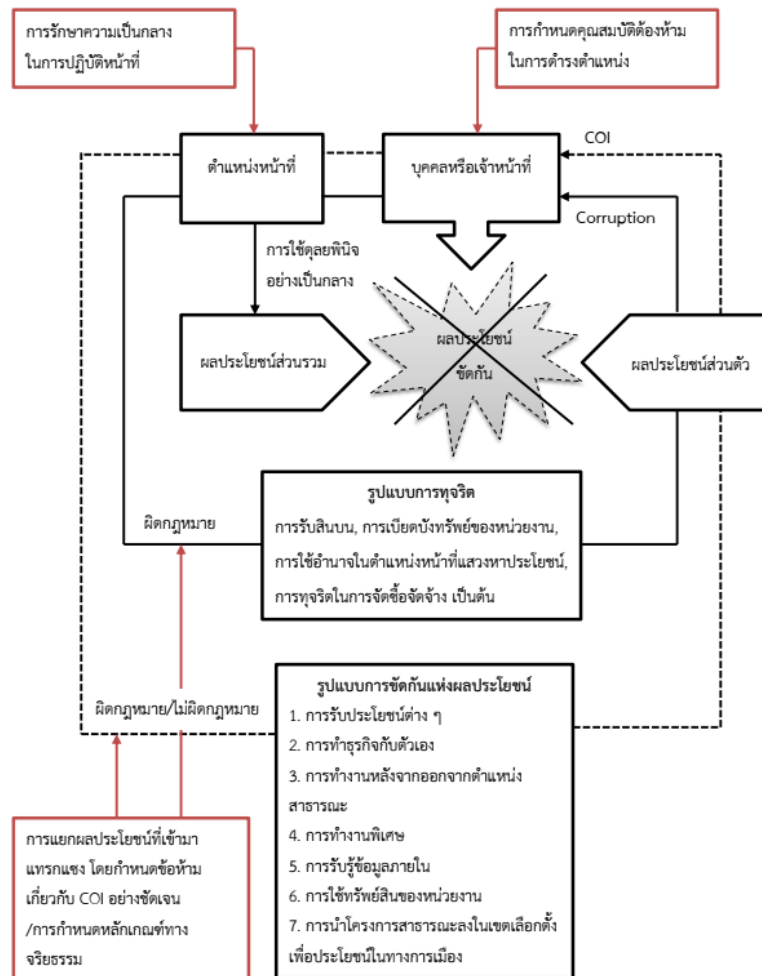 การรักษาความเป็นกลาง
ในการปฏิบัติหน้าที่
การกำหนดคุณสมบัติต้องห้าม
ในการดำรงตำแหน่ง
ตำแหน่งหน้าที่
บุคคลหรือเจ้าหน้าที่
COI
Corruption
การใช้ดุลยพินิจ
อย่างเป็นกลาง
ผลประโยชน์ส่วนรวม
ผลประโยชน์
ขัดกัน
ผลประโยชน์ส่วนตัว
รูปแบบการทุจริต
การรับสินบน, การเบียดบังทรัพย์ของหน่วยงาน,
การใช้อำนาจในตำแหน่งหน้าที่แสวงหาประโยชน์,
การทุจริตในการจัดซื้อจัดจ้าง เป็นต้น
ผิดกฎหมาย
ผิดกฎหมาย/ไม่ผิดกฎหมาย
รูปแบบการขัดกันแห่งผลประโยชน์
1. การรับประโยชน์ต่าง ๆ
2. การทำธุรกิจกับตัวเอง
3. การทำงานหลังจากออกจากตำแหน่ง
สาธารณะ
4. การทำงานพิเศษ
5. การรับรู้ข้อมูลภายใน
6. การใช้ทรัพย์สินของหน่วยงาน
7. การนำโครงการสาธารณะลงในเขตเลือกตั้ง
เพื่อประโยชน์ในทางการเมือง
การแยกผลประโยชน์ที่เข้ามา
แทรกแซง โดยกำหนดข้อห้าม
เกี่ยวกับ COI อย่างชัดเจน
/การกำหนดหลักเกณฑ์ทาง
จริยธรรม